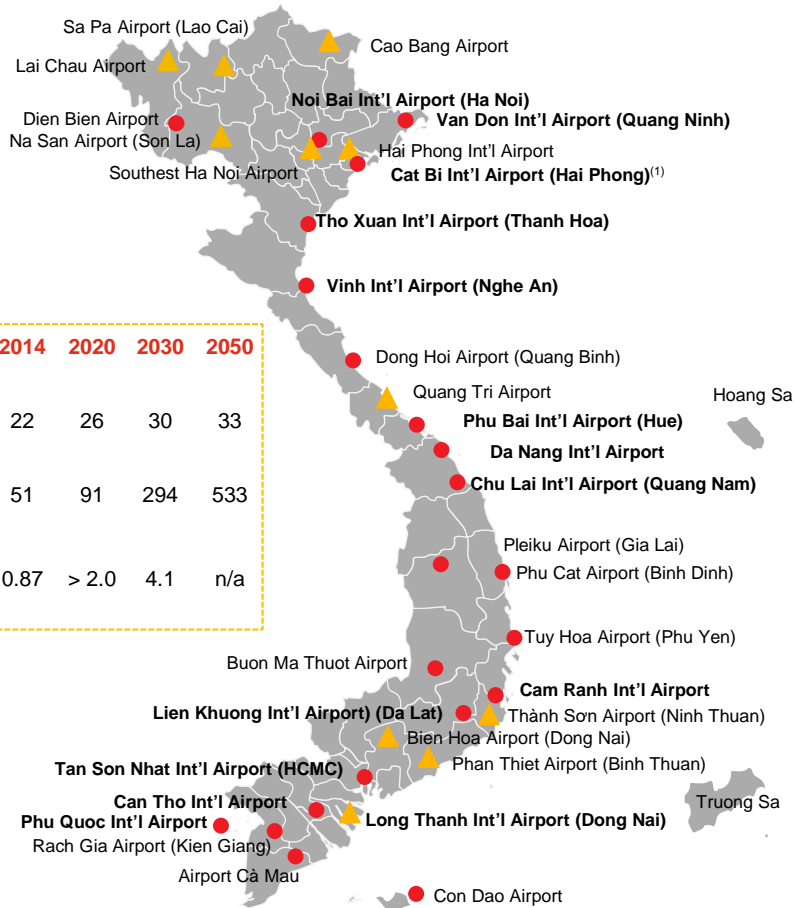 Sa Pa Airport (Lao Cai)
Cao Bang Airport
Lai Chau Airport
Noi Bai Int'l Airport (Ha Noi)
Dien Bien Airport
Van Don Int'l Airport (Quang Ninh)
Na San Airport (Son La)
Hai Phong Int'l Airport
Southest Ha Noi Airport
Cat Bi Int'l Airport (Hai Phong)(1)
Tho Xuan Int'l Airport (Thanh Hoa)
Vinh Int'l Airport (Nghe An)
2014 2020 2030 2050
22 26 30 33
51 91 294 533
0.87 > 2.0 4.1 n/a
Dong Hoi Airport (Quang Binh)
Quang Tri Airport
Hoang Sa
Phu Bai Int'l Airport (Hue)
Da Nang Int'l Airport
Chu Lai Int'l Airport (Quang Nam)
Pleiku Airport (Gia Lai)
Phu Cat Airport (Binh Dinh)
Tuy Hoa Airport (Phu Yen)
Buon Ma Thuot Airport
Cam Ranh Int'l Airport
Lien Khuong Int'l Airport) (Da Lat)
Thành Sơn Airport (Ninh Thuan)
Bien Hoa Airport (Dong Nai)
Phan Thiet Airport (Binh Thuan)
Tan Son Nhat Int'l Airport (HCMC)
Truong Sa
Can Tho Int'l Airport
Phu Quoc Int'l Airport
Long Thanh Int'l Airport (Dong Nai)
Rach Gia Airport (Kien Giang)
Airport Cà Mau
Con Dao Airport